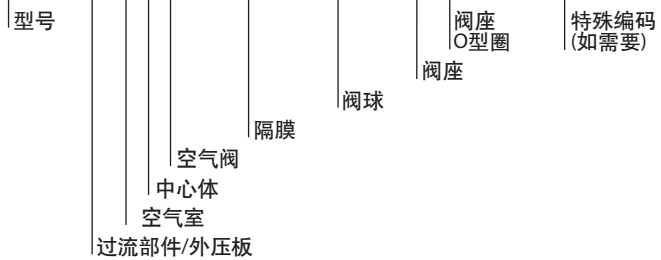 型号
阀座
O型圈
特殊编码
(如需要)
阀座
阀球
隔膜
空气阀
中心体
空气室
过流部件/外压板